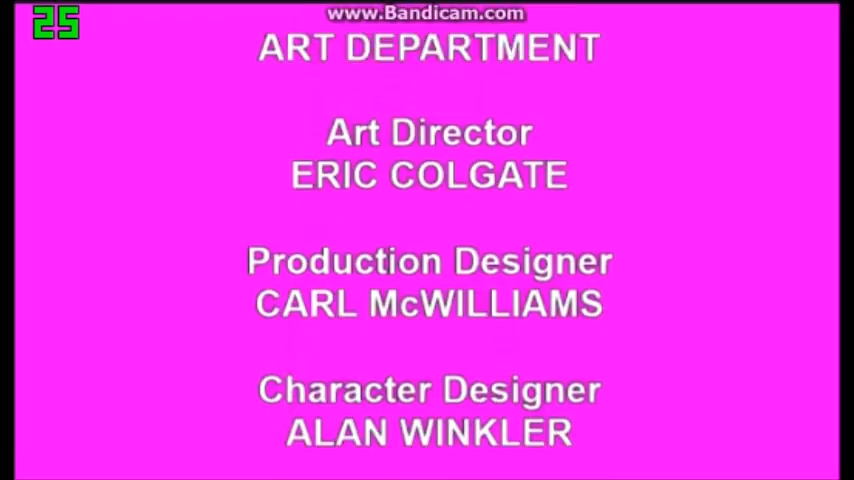 www.Bandicam.com
25
ART DEPARTMENT
Art Director
ERIC COLGATE
Production Designer
CARL McWILLIAMS
Character Designer
ALAN WINKLER